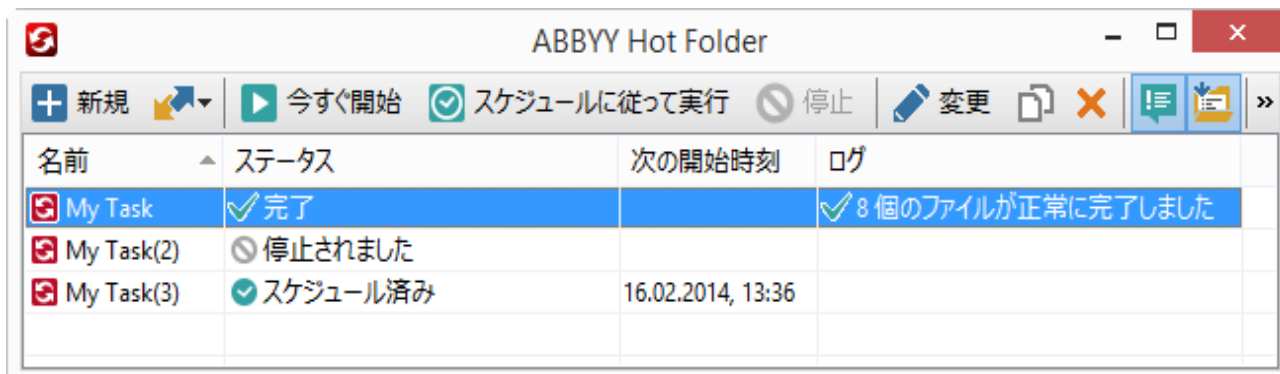 ABBYY Hot Folder
新規 今すぐ開始 スケジュールに従って実行 停止 変更 »
名前 ステータス 次の開始時刻 ログ
My Task 完了 8 個のファイルが正常に完了しました
My Task(2) 停止されました
My Task(3) スケジュール済み 16.02.2014, 13:36